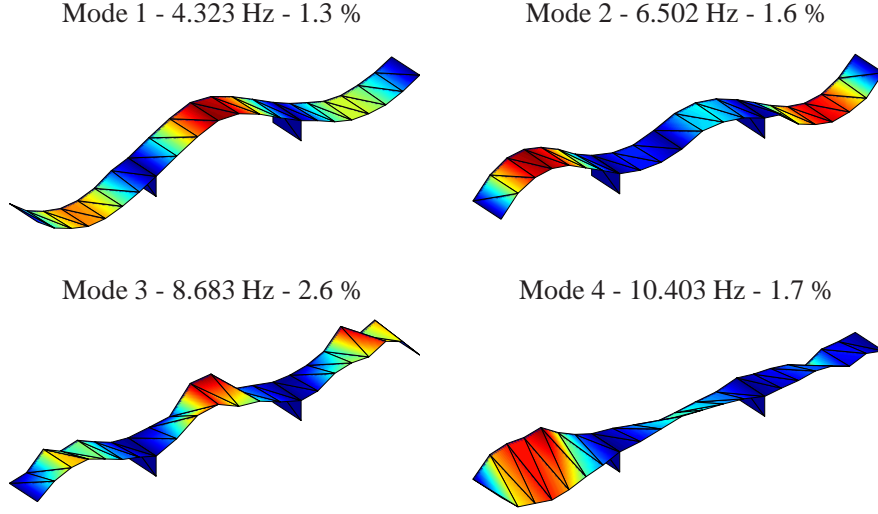 Mode 1 - 4.323 Hz - 1.3 %
Mode 2 - 6.502 Hz - 1.6 %
Mode 3 - 8.683 Hz - 2.6 %
Mode 4 - 10.403 Hz - 1.7 %